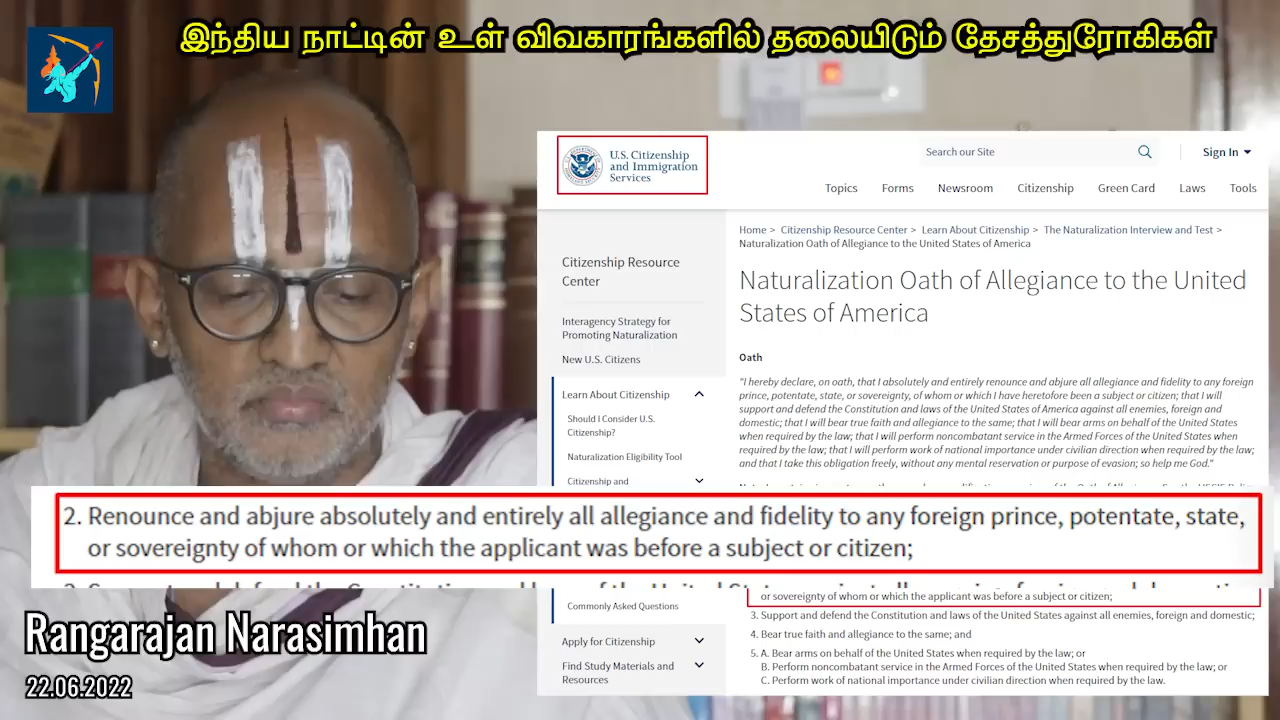 இந்திய நாட்டின் உள் விவகாரங்களில் தலையிடும் தேசத்துரோகிகள்
U.S. Citizenship
and Immigration
Services
Search our Site
Sign In
Topics Forms Newsroom Citizenship Green Card Laws Tools
Home > Citizenship Resource Center > Learn About Citizenship > The Naturalization Interview and Test >
Naturalization Oath of Allegiance to the United States of America
Citizenship Resource
Center
Interagency Strategy for
Promoting Naturalization
New U.S. Citizens
Learn About Citizenship
Should I Consider U.S.
Citizenship?
Naturalization Eligibility Tool
Citizenship and
Naturalization Oath of Allegiance to the United
States of America
Oath
"I hereby declare, on oath, that I absolutely and entirely renounce and abjure all allegiance and fidelity to any foreign
prince, potentate, state, or sovereignty, of whom or which I have heretofore been a subject or citizen; that I will
support and defend the Constitution and laws of the United States of America against all enemies, foreign and
domestic; that I will bear true faith and allegiance to the same; that I will bear arms on behalf of the United States
when required by the law; that I will perform noncombatant service in the Armed Forces of the United States when
required by the law; that I will perform work of national importance under civilian direction when required by the law;
and that I take this obligation freely, without any mental reservation or purpose of evasion; so help me God."
2. Renounce and abjure absolutely and entirely all allegiance and fidelity to any foreign prince, potentate, state,
or sovereignty of whom or which the applicant was before a subject or citizen;
or sovereignty of whom or which the applicant was before a subject or citizen;
3. Support and defend the Constitution and laws of the United States against all enemies, foreign and domestic;
4. Bear true faith and allegiance to the same; and
5. A. Bear arms on behalf of the United States when required by the law; or
B. Perform noncombatant service in the Armed Forces of the United States when required by the law; or
C. Perform work of national importance under civilian direction when required by the law.
Commonly Asked Questions
Apply for Citizenship
Find Study Materials and
Resources
Rangarajan Narasimhan
22.06.2022